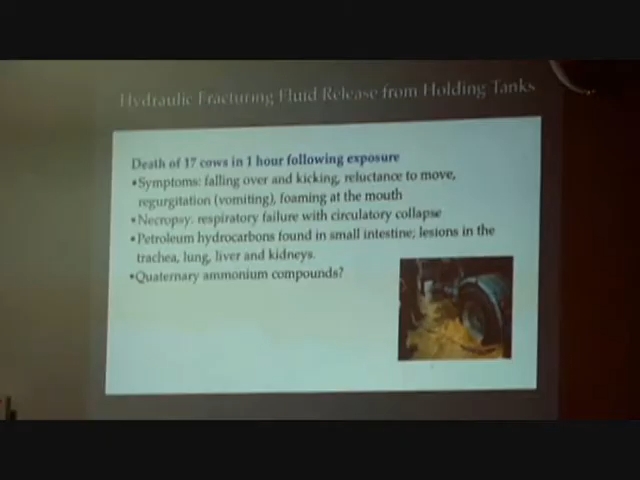 Hydraulic Fracturing Fluid Release from Holding Tanks
Death of 17 cows in 1 hour following exposure
•Symptoms: falling over and kicking, reluctance to move,
regurgitation (vomiting), foaming at the mouth
•Necropsy: respiratory failure with circulatory collapse
•Petroleum hydrocarbons found in small intestine; lesions in the
trachea, lung, liver and kidneys.
•Quaternary ammonium compounds?